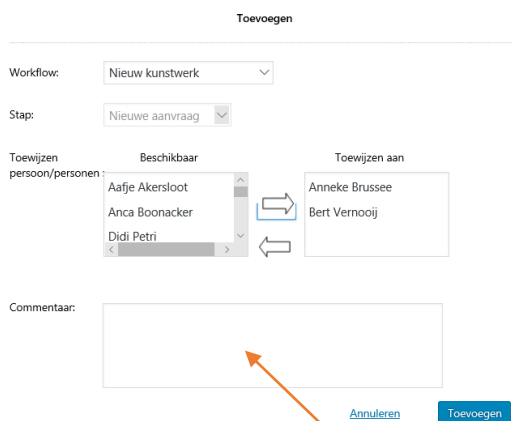 Toevoegen
Workflow: Nieuw kunstwerk
Stap: Nieuwe aanvraag
Toewijzen Beschikbaar Toewijzen aan
persoon/personen :
Aafje Akersloot Anneke Brussee
Anca Boonacker Bert Vernooij
Didi Petri
Commentaar:
Annuleren Toevoegen